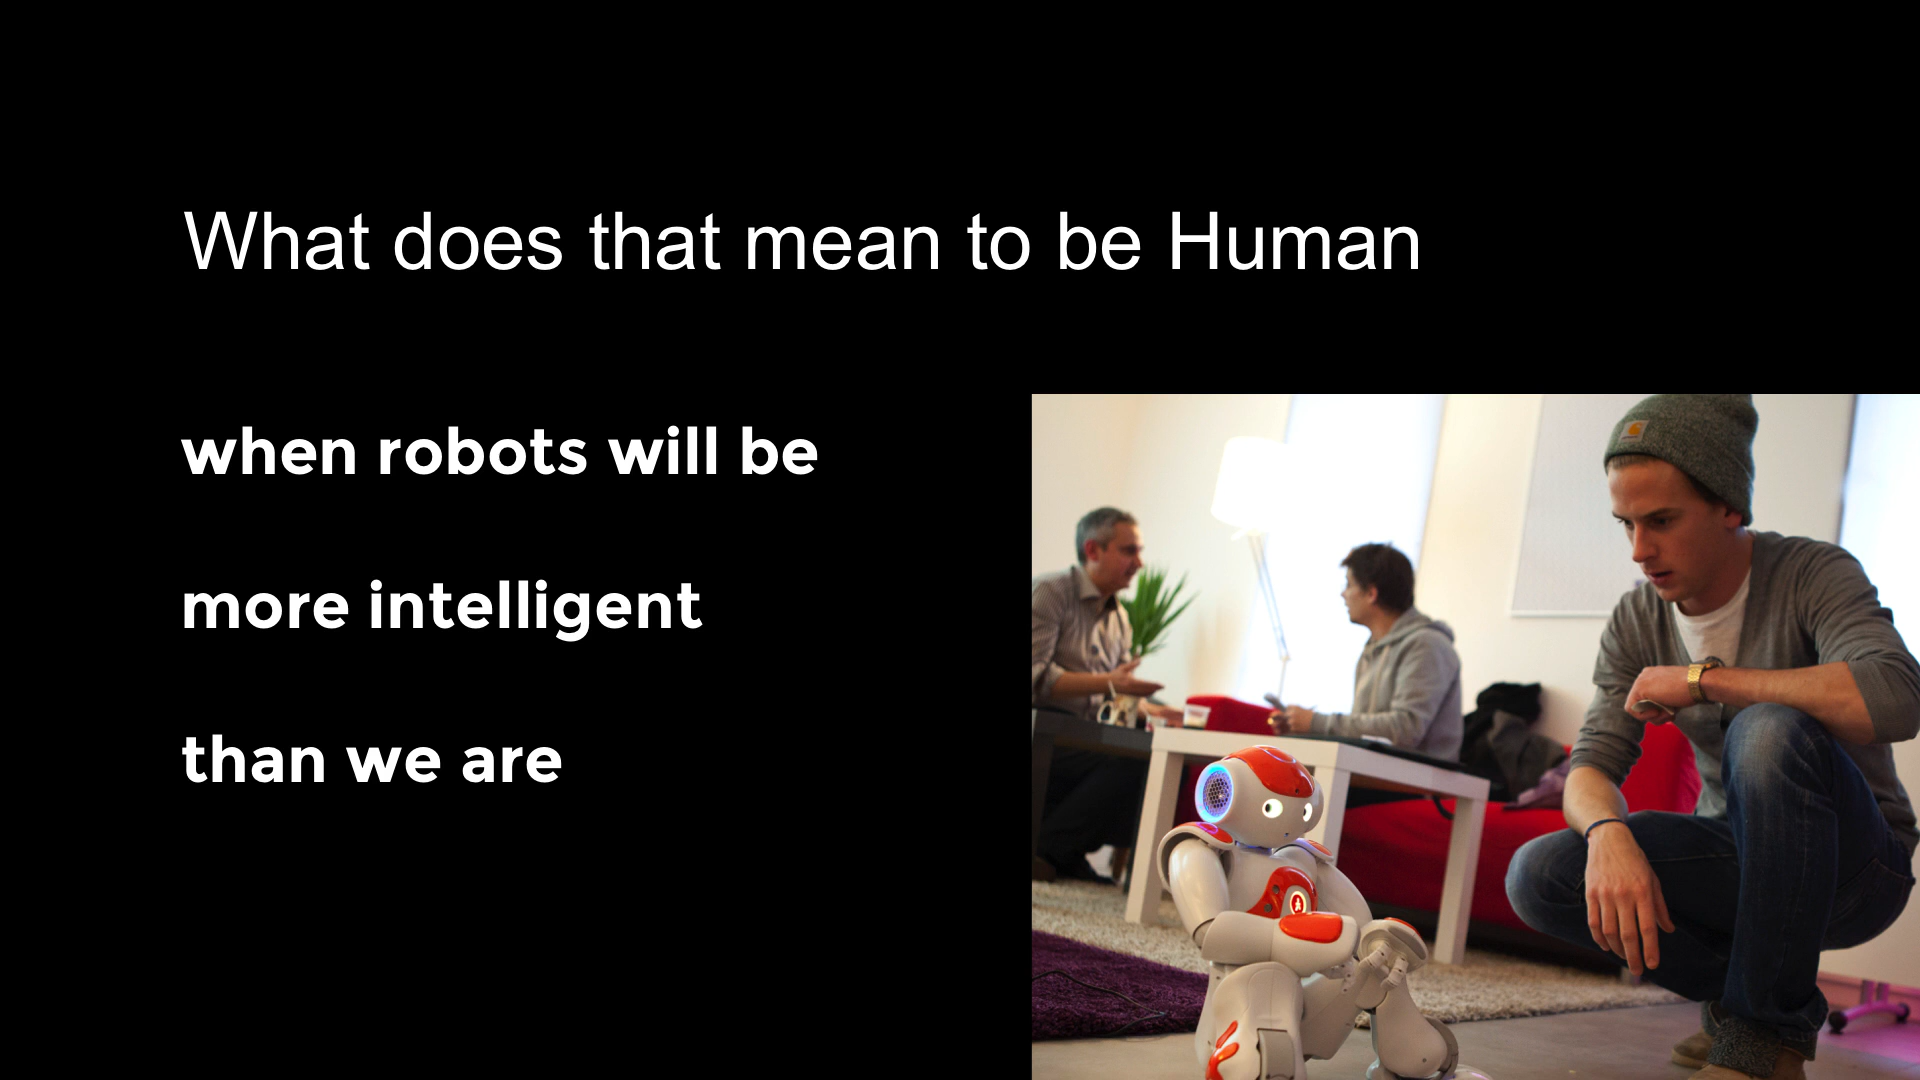 What does that mean to be Human
when robots will be
more intelligent
than we are